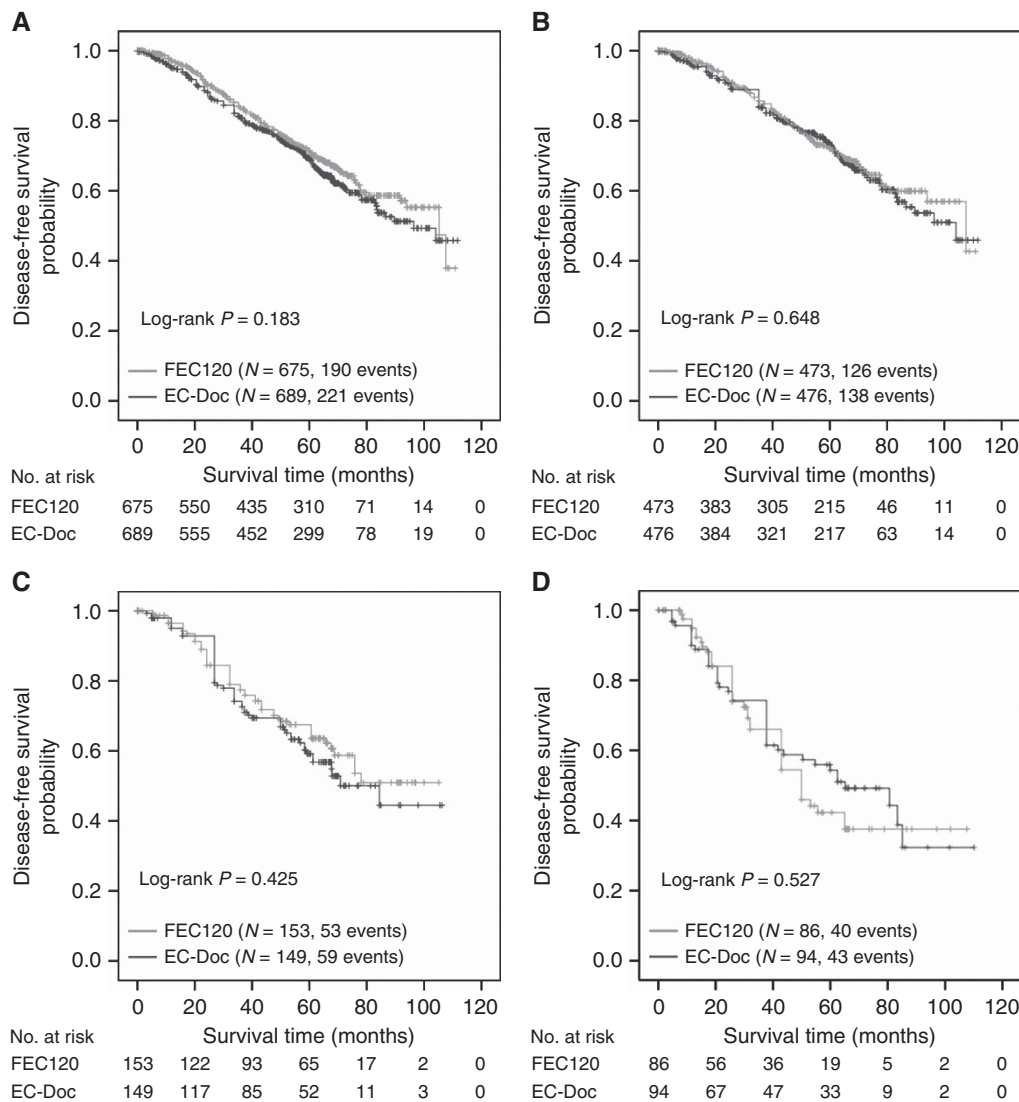 A
1.0
0.8
0.6
0.4
0.2
0.0
Disease-free survival
probability
Log-rank P = 0.183
FEC120 (N = 675, 190 events)
EC-Doc (N = 689, 221 events)
0 20 40 60 80 100 120
No. at risk Survival time (months)
FEC120 675 550 435 310 71 14 0
EC-Doc 689 555 452 299 78 19 0
B
1.0
0.8
0.6
0.4
0.2
0.0
Disease-free survival
probability
Log-rank P = 0.648
FEC120 (N = 473, 126 events)
EC-Doc (N = 476, 138 events)
0 20 40 60 80 100 120
No. at risk Survival time (months)
FEC120 473 383 305 215 46 11 0
EC-Doc 476 384 321 217 63 14 0
C
1.0
0.8
0.6
0.4
0.2
0.0
Disease-free survival
probability
Log-rank P = 0.425
FEC120 (N = 153, 53 events)
EC-Doc (N = 149, 59 events)
0 20 40 60 80 100 120
No. at risk Survival time (months)
FEC120 153 122 93 65 17 2 0
EC-Doc 149 117 85 52 11 3 0
D
1.0
0.8
0.6
0.4
0.2
0.0
Disease-free survival
probability
Log-rank P = 0.527
FEC120 (N = 86, 40 events)
EC-Doc (N = 94, 43 events)
0 20 40 60 80 100 120
No. at risk Survival time (months)
FEC120 86 56 36 19 5 2 0
EC-Doc 94 67 47 33 9 2 0